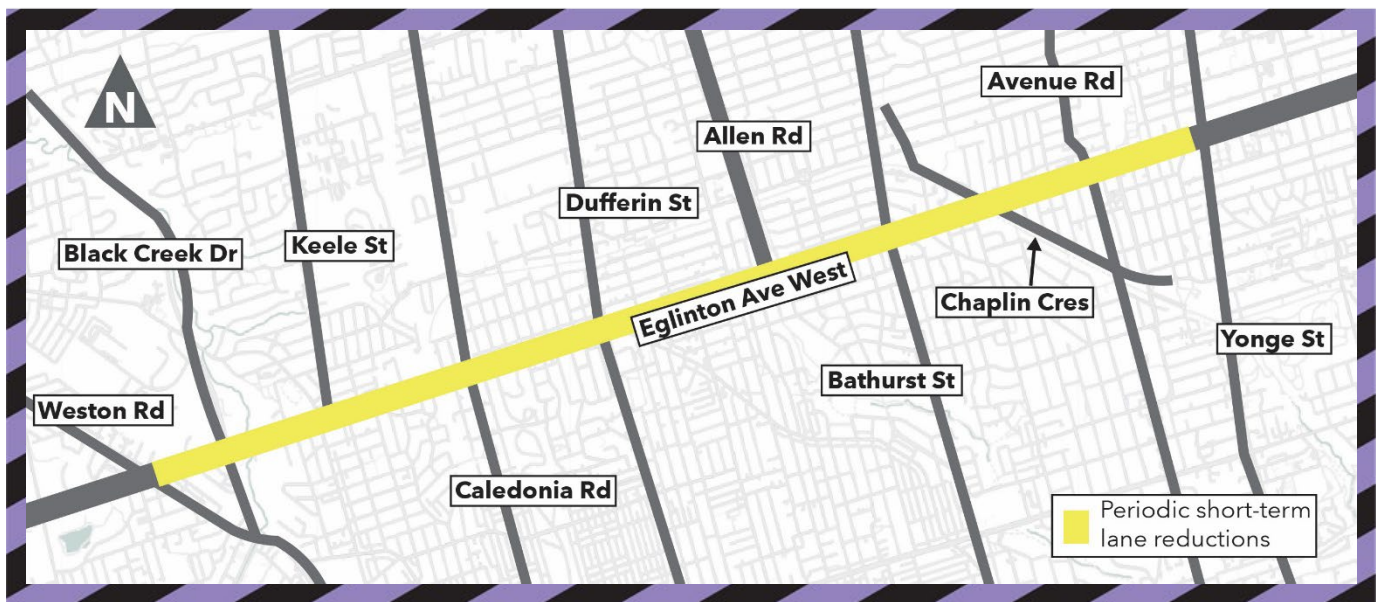 N
Avenue Rd
Allen Rd
Dufferin St
Keele St
Black Creek Dr
Eglinton Ave West
Chaplin Cres
Yonge St
Bathurst St
Weston Rd
Caledonia Rd
Periodic short-term
lane reductions